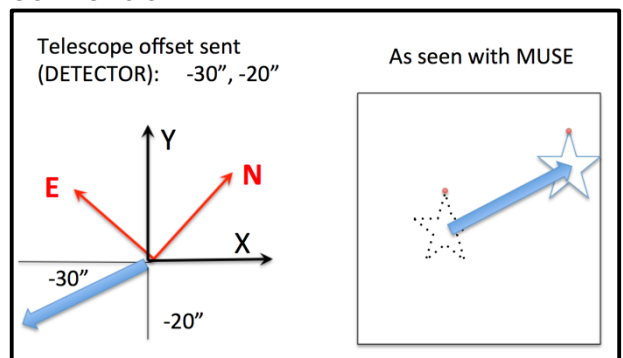 Telescope offset sent
(DETECTOR): -30”, -20”
As seen with MUSE
Y
E
N
X
-30”
-20”